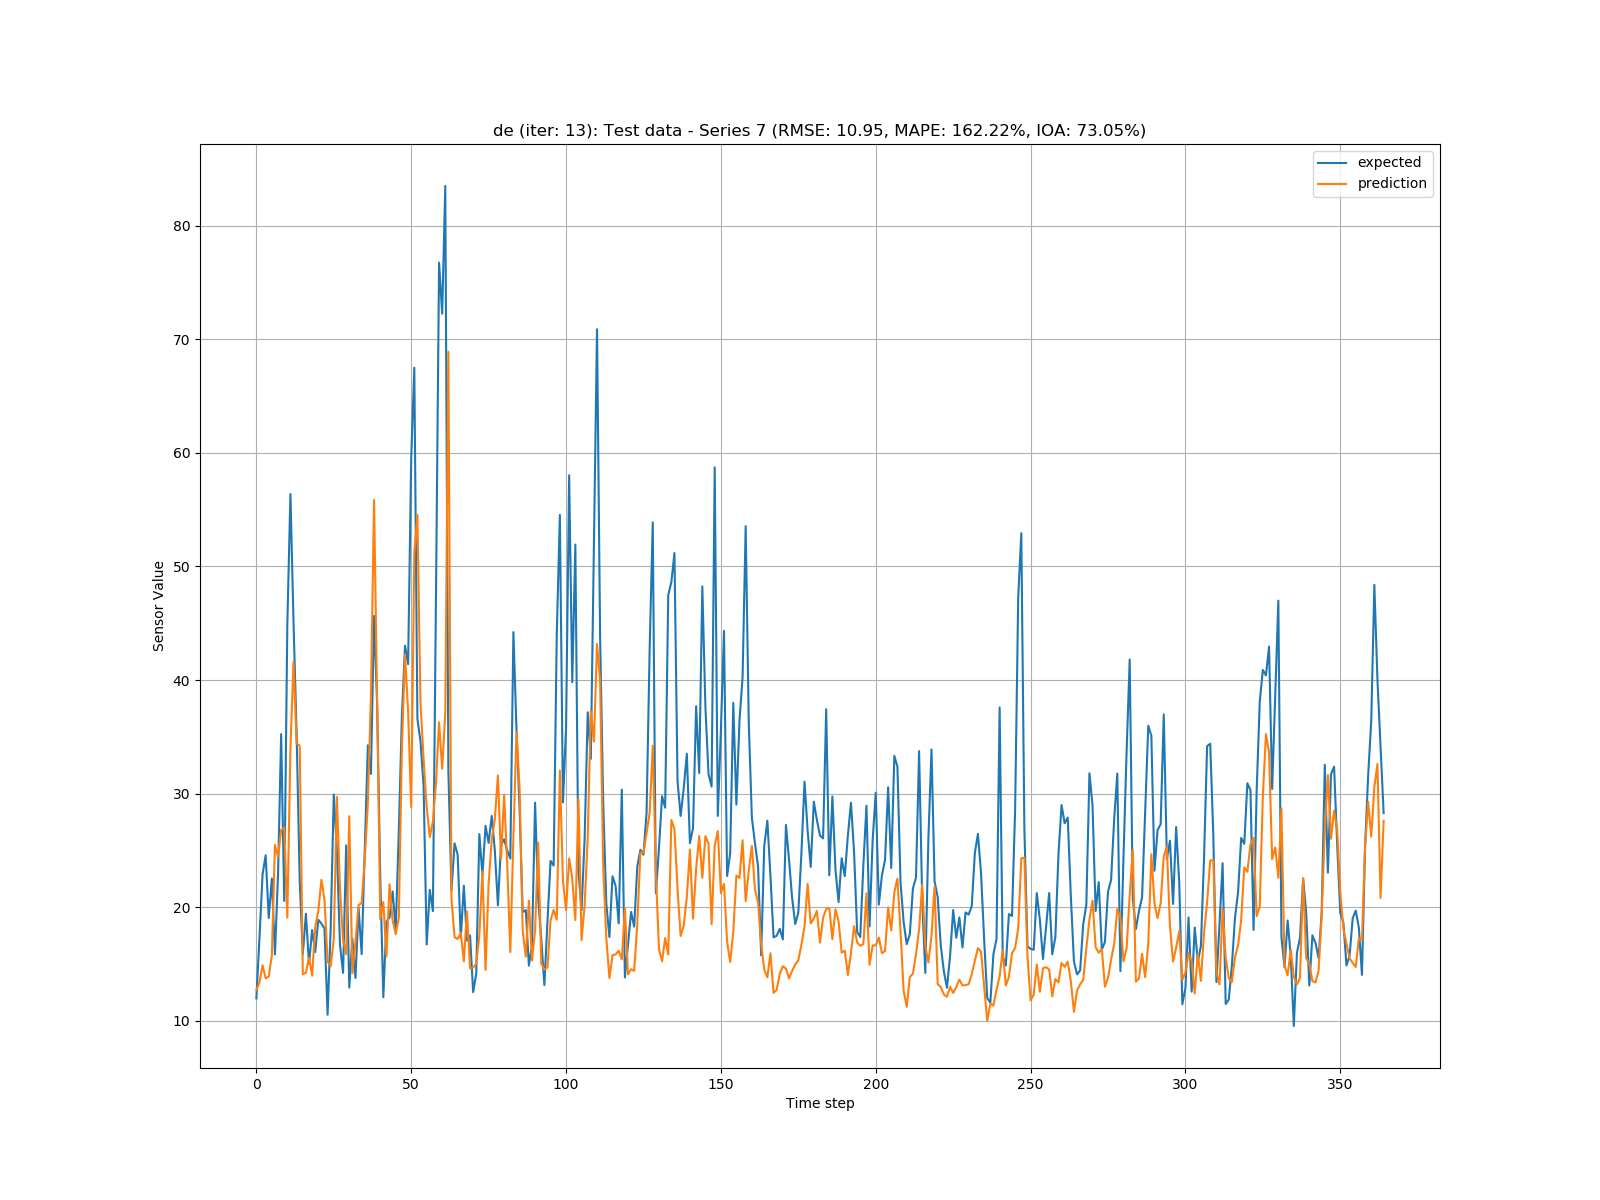 de (iter: 13): Test data - Series 7 (RMSE: 10.95, MAPE: 162.22%, IOA: 73.05%)
expected
prediction
80
70
60
50
40
30
20
10
Sensor Value
0 50 100 150 200 250 300 350
Time step